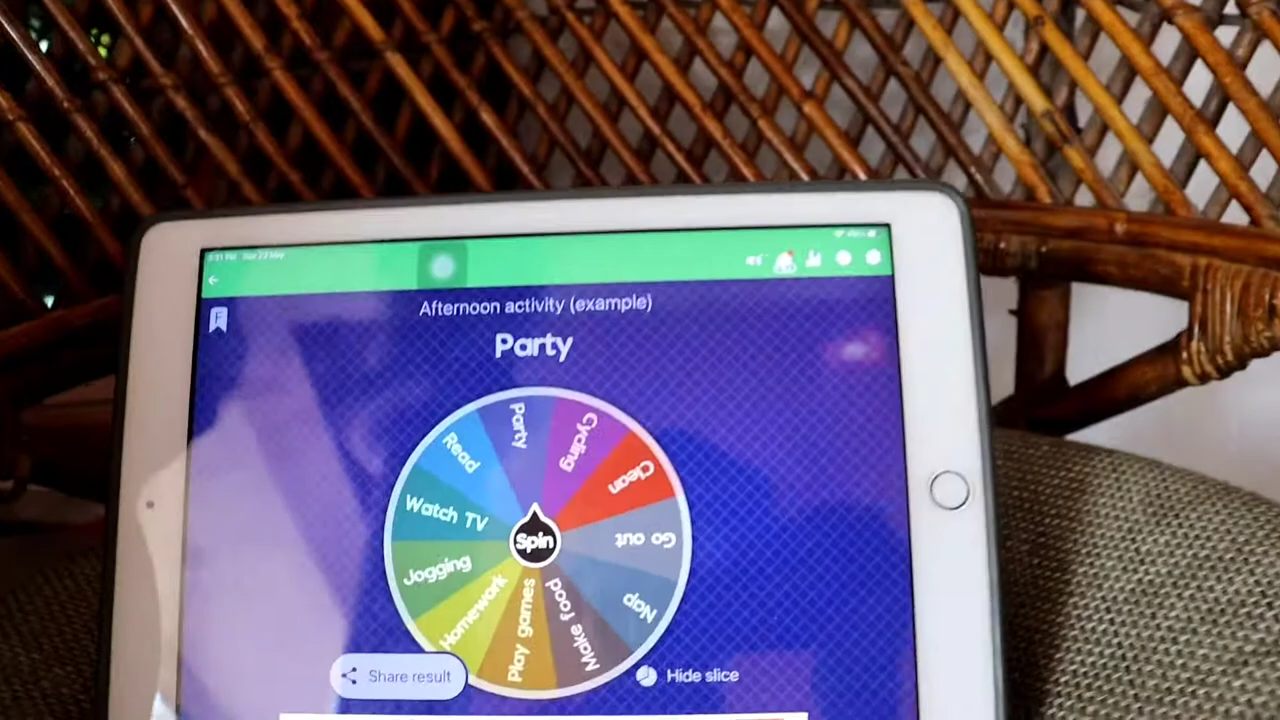 Afternoon activity (example)
Party
F
Party
Cycling
Clean
Go out
Nap
Make food
Play games
Homework
Jogging
Watch TV
Read
Spin
Share result
Hide slice